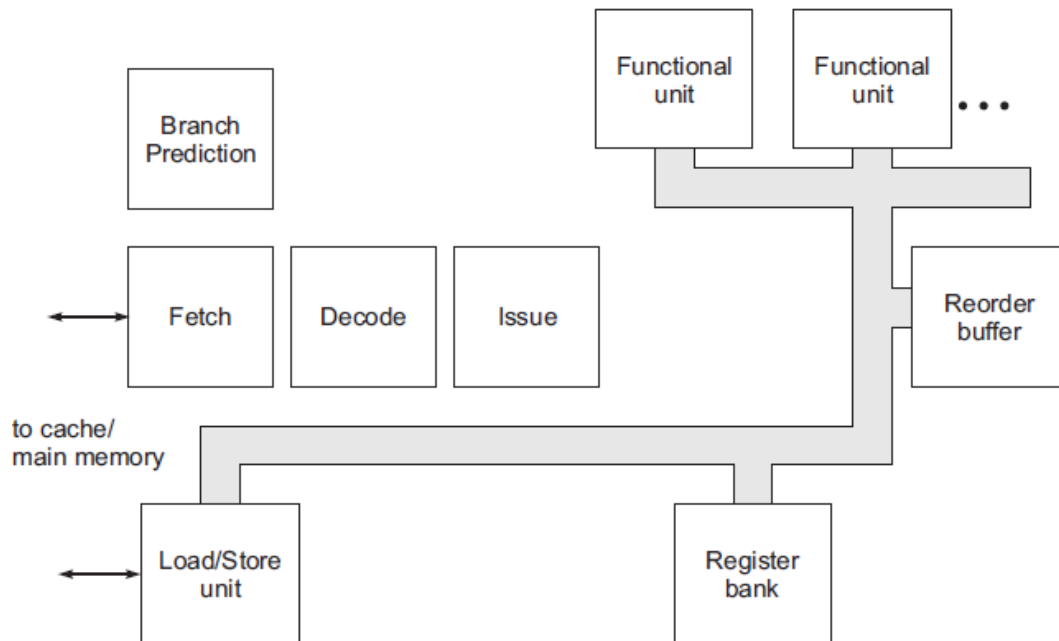 Functional
unit
Functional
unit
...
Branch
Prediction
Fetch
Decode
Issue
Reorder
buffer
to cache/
main memory
Load/Store
unit
Register
bank